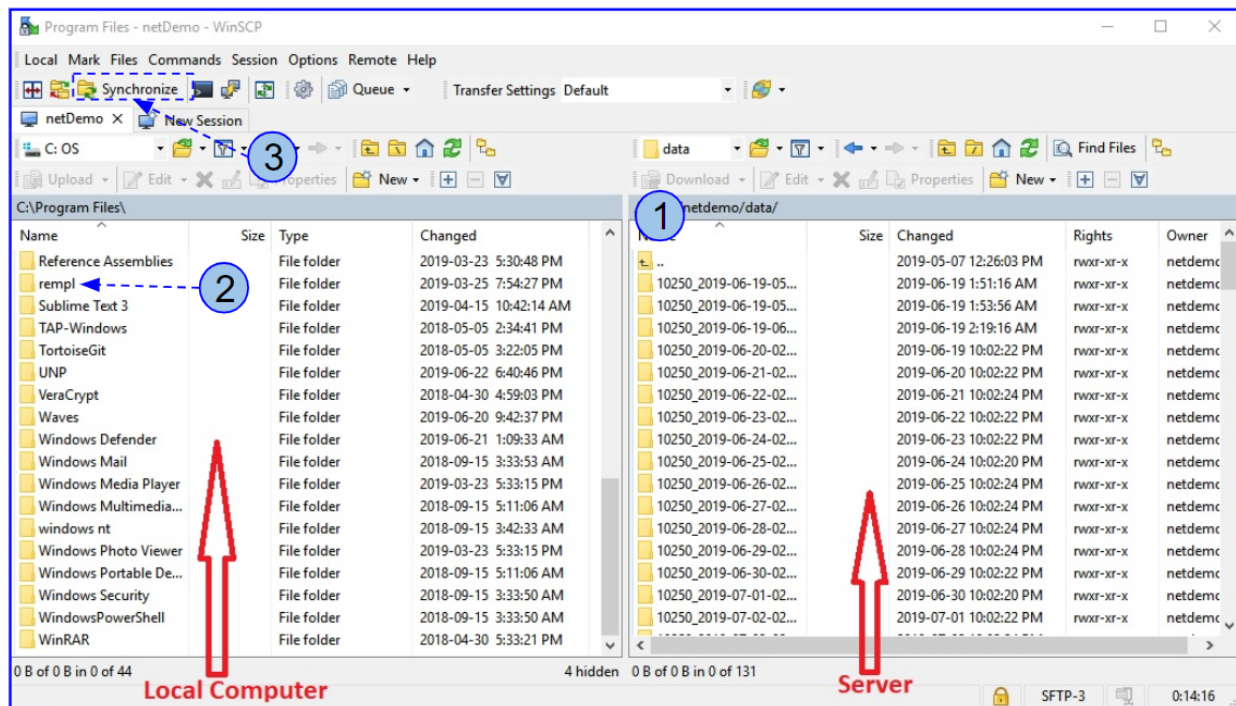 Program Files - netDemo - WinSCP
Local Mark Files Commands Session Options Remote Help
Synchronize Queue Transfer Settings Default
netDemo New Session
C: OS 3 data Find Files
Upload Edit Properties New Download Edit Properties New
C:\Program Files\ 1 netdemo/data/
Name Size Type Changed Size Changed Rights Owner
Reference Assemblies File folder 2019-03-23 5:30:48 PM .. 2019-05-07 12:26:03 PM rwxr-xr-x netdemc
rempl 2 File folder 2019-03-25 7:54:27 PM 10250_2019-06-19-05... 2019-06-19 1:51:16 AM rwxr-xr-x netdemc
Sublime Text 3 File folder 2019-04-15 10:42:14 AM 10250_2019-06-19-05... 2019-06-19 1:53:56 AM rwxr-xr-x netdemc
TAP-Windows File folder 2018-05-05 2:34:41 PM 10250_2019-06-19-06... 2019-06-19 2:19:16 AM rwxr-xr-x netdemc
TortoiseGit File folder 2018-05-05 3:22:05 PM 10250_2019-06-20-02... 2019-06-19 10:02:22 PM rwxr-xr-x netdemc
UNP File folder 2019-06-22 6:40:46 PM 10250_2019-06-21-02... 2019-06-20 10:02:22 PM rwxr-xr-x netdemc
VeraCrypt File folder 2018-04-30 4:59:03 PM 10250_2019-06-22-02... 2019-06-21 10:02:24 PM rwxr-xr-x netdemc
Waves File folder 2019-06-20 9:42:37 PM 10250_2019-06-23-02... 2019-06-22 10:02:22 PM rwxr-xr-x netdemc
Windows Defender File folder 2019-06-21 1:09:33 AM 10250_2019-06-24-02... 2019-06-23 10:02:22 PM rwxr-xr-x netdemc
Windows Mail File folder 2018-09-15 3:33:53 AM 10250_2019-06-25-02... 2019-06-24 10:02:20 PM rwxr-xr-x netdemc
Windows Media Player File folder 2019-03-23 5:33:15 PM 10250_2019-06-26-02... 2019-06-25 10:02:24 PM rwxr-xr-x netdemc
Windows Multimedia... File folder 2018-09-15 5:11:06 AM 10250_2019-06-27-02... 2019-06-26 10:02:24 PM rwxr-xr-x netdemc
windows nt File folder 2018-09-15 3:42:33 AM 10250_2019-06-28-02... 2019-06-27 10:02:24 PM rwxr-xr-x netdemc
Windows Photo Viewer File folder 2019-03-23 5:33:15 PM 10250_2019-06-29-02... 2019-06-28 10:02:24 PM rwxr-xr-x netdemc
Windows Portable De... File folder 2018-09-15 5:11:06 AM 10250_2019-06-30-02... 2019-06-29 10:02:22 PM rwxr-xr-x netdemc
Windows Security File folder 2018-09-15 3:33:50 AM 10250_2019-07-01-02... 2019-06-30 10:02:20 PM rwxr-xr-x netdemc
WindowsPowerShell File folder 2018-09-15 3:33:50 AM 10250_2019-07-02-02... 2019-07-01 10:02:22 PM rwxr-xr-x netdemc
WinRAR File folder 2018-04-30 5:33:21 PM
0 B of 0 B in 0 of 44 4 hidden 0 B of 0 B in 0 of 131
Local Computer Server
SFTP-3 0:14:16